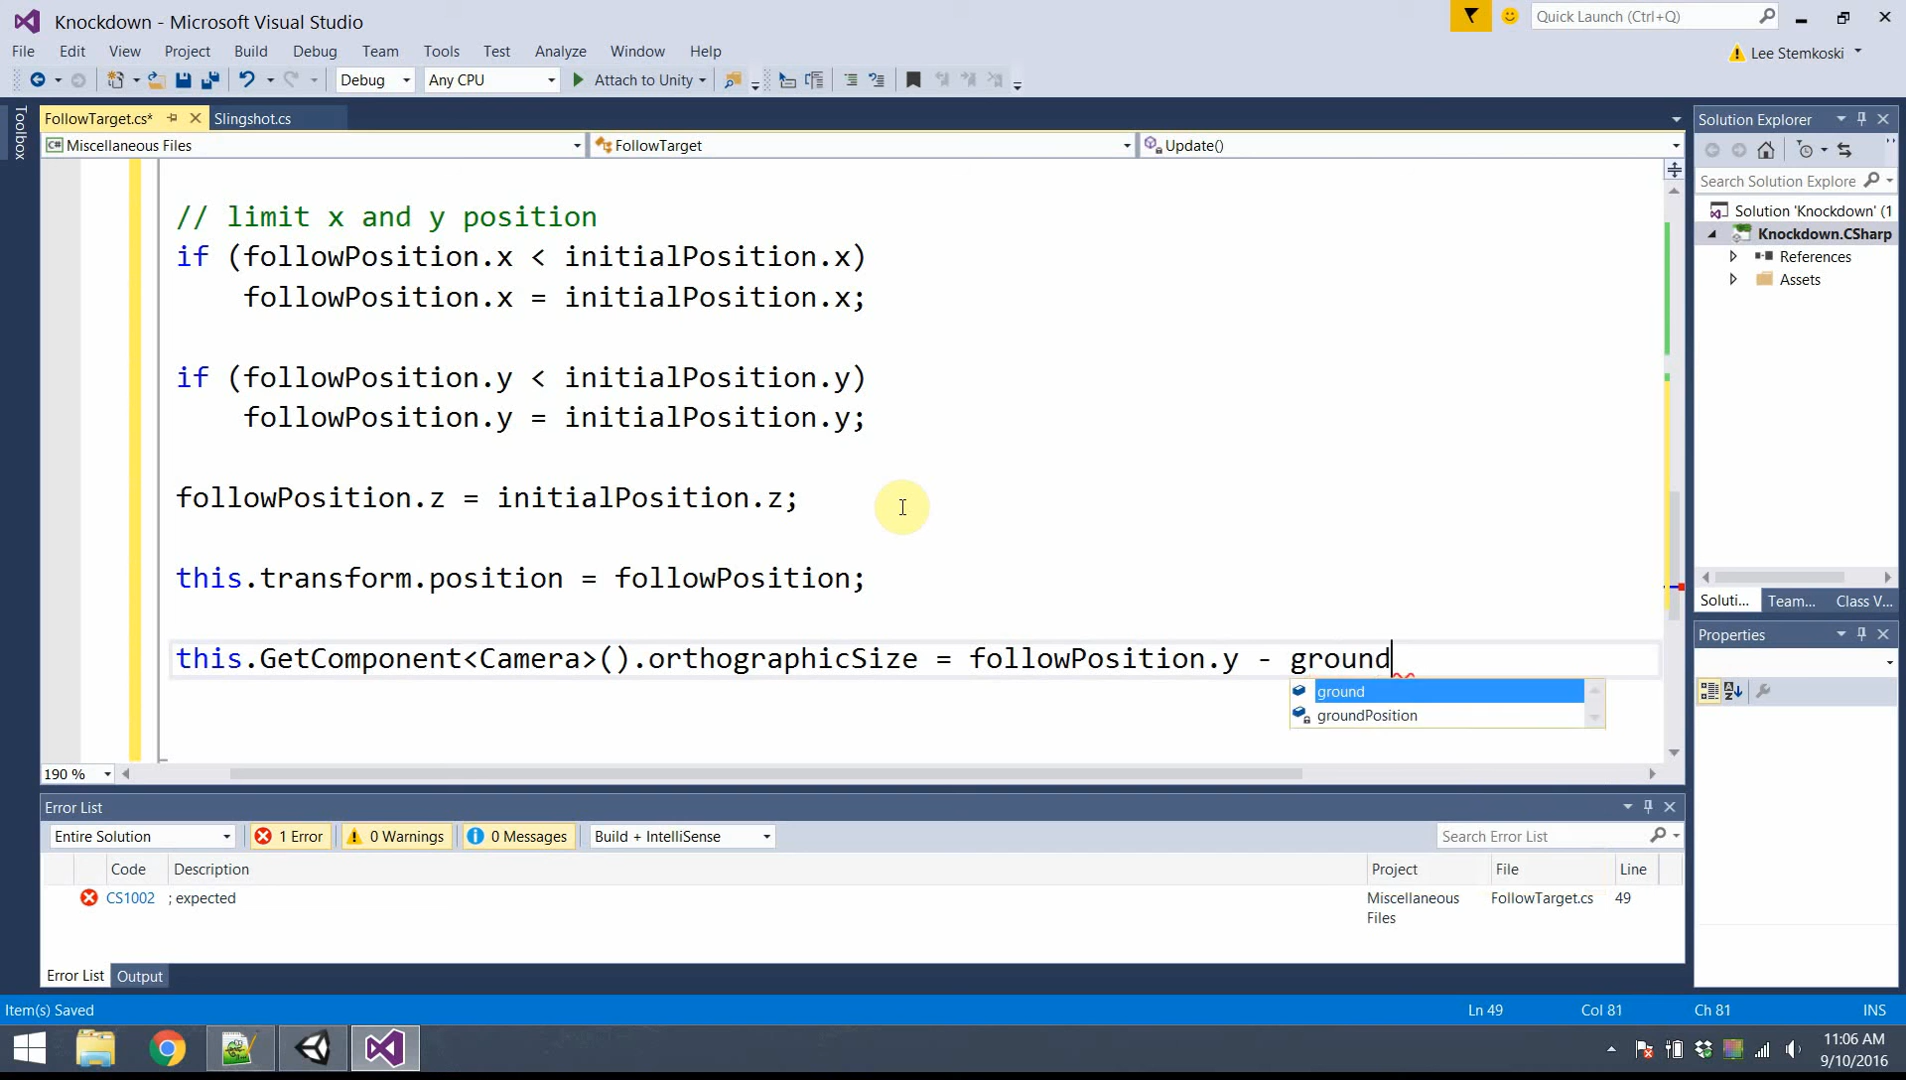 Knockdown - Microsoft Visual Studio
Quick Launch (Ctrl+Q)
File Edit View Project Build Debug Team Tools Test Analyze Window Help
Lee Stemkoski
Debug Any CPU Attach to Unity
Toolbox
FollowTarget.cs*
Slingshot.cs
Miscellaneous Files
FollowTarget
Update()
// limit x and y position
if (followPosition.x < initialPosition.x)
followPosition.x = initialPosition.x;
if (followPosition.y < initialPosition.y)
followPosition.y = initialPosition.y;
followPosition.z = initialPosition.z;
this.transform.position = followPosition;
this.GetComponent<Camera>().orthographicSize = followPosition.y - ground
ground
groundPosition
190 %
Solution Explorer
Search Solution Explore
Solution 'Knockdown' (1
Knockdown.CSharp
References
Assets
Soluti... Team... Class V...
Properties
Error List
Entire Solution 1 Error 0 Warnings 0 Messages Build + IntelliSense Search Error List
Code Description Project File Line
CS1002 ; expected Miscellaneous Files FollowTarget.cs 49
Error List Output
Item(s) Saved Ln 49 Col 81 Ch 81 INS
11:06 AM
9/10/2016